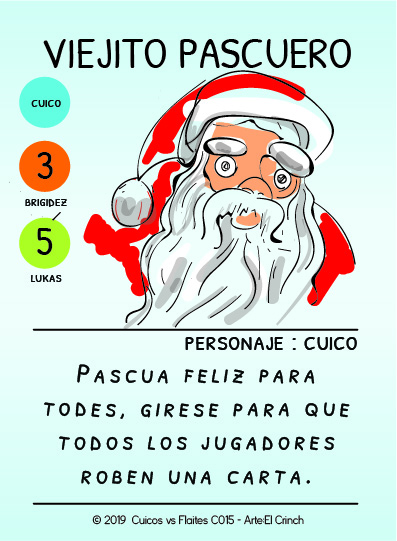 VIEJITO PASCUERO
CUICO
3
BRIGIDEZ
5
LUKAS
PERSONAJE : CUICO
PASCUA FELIZ PARA
TODES, GIRESE PARA QUE
TODOS LOS JUGADORES
ROBEN UNA CARTA.
© 2019 Cuicos vs Flaites C015 - Arte:El Crinch